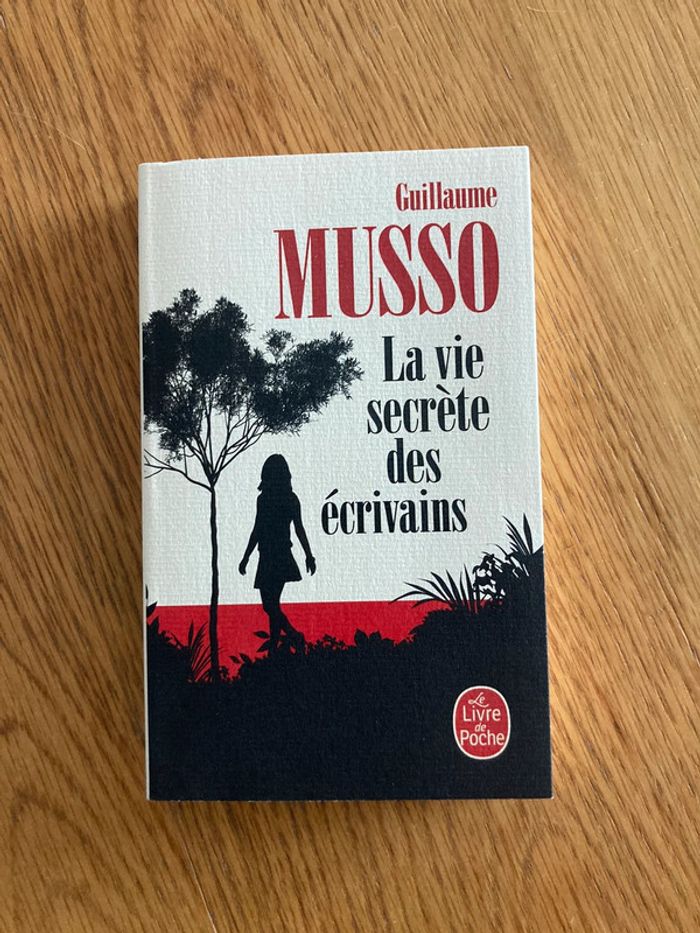 Guillaume
MUSSO
La vie
secrète
des
écrivains
Le
Livre
de
Poche